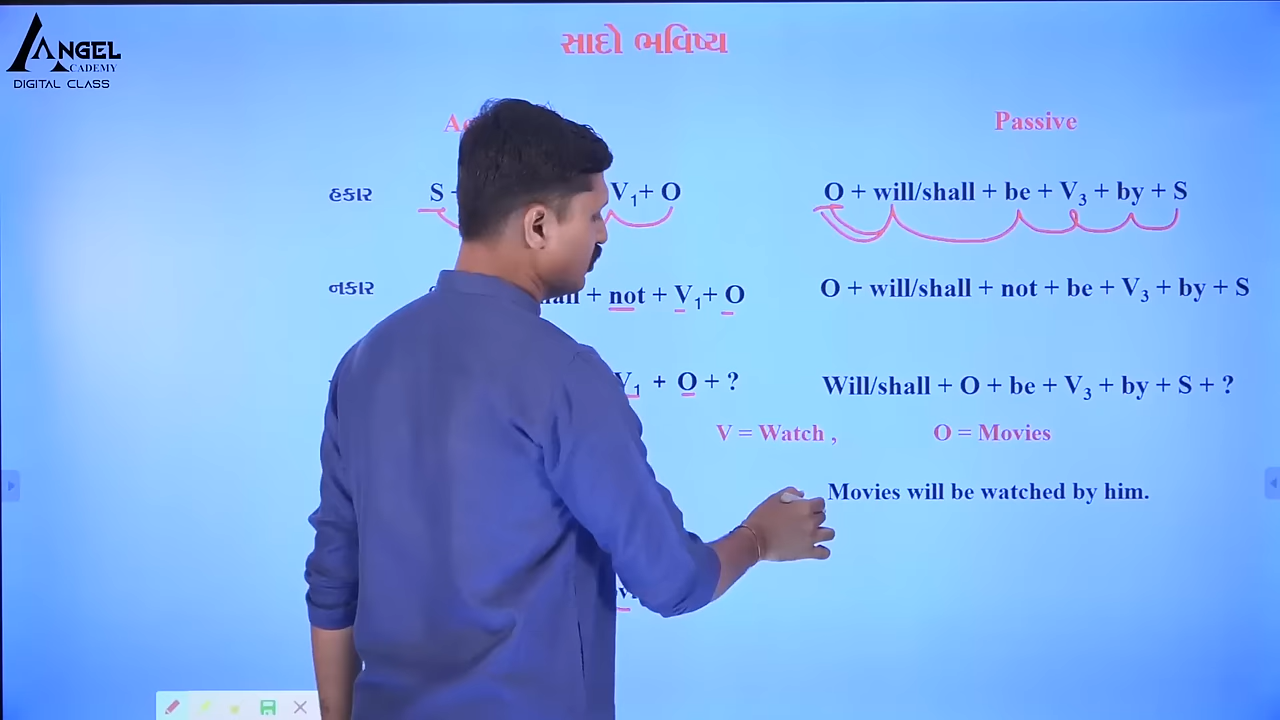 ANGEL
ACADEMY
DIGITAL CLASS
સાદો ભવિષ્ય
Passive
હકાર S + V1+ O O + will/shall + be + V3 + by + S
નકાર + not + V1+ O O + will/shall + not + be + V3 + by + S
V1 + O + ? Will/shall + O + be + V3 + by + S + ?
V = Watch , O = Movies
Movies will be watched by him.